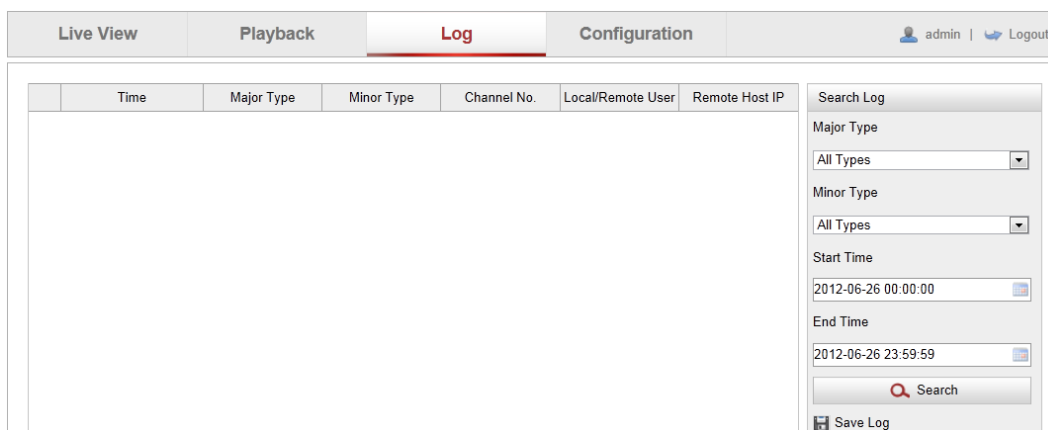 Live View Playback Log Configuration admin | Logout
Time Major Type Minor Type Channel No. Local/Remote User Remote Host IP
Search Log
Major Type
All Types
Minor Type
All Types
Start Time
2012-06-26 00:00:00
End Time
2012-06-26 23:59:59
Search
Save Log